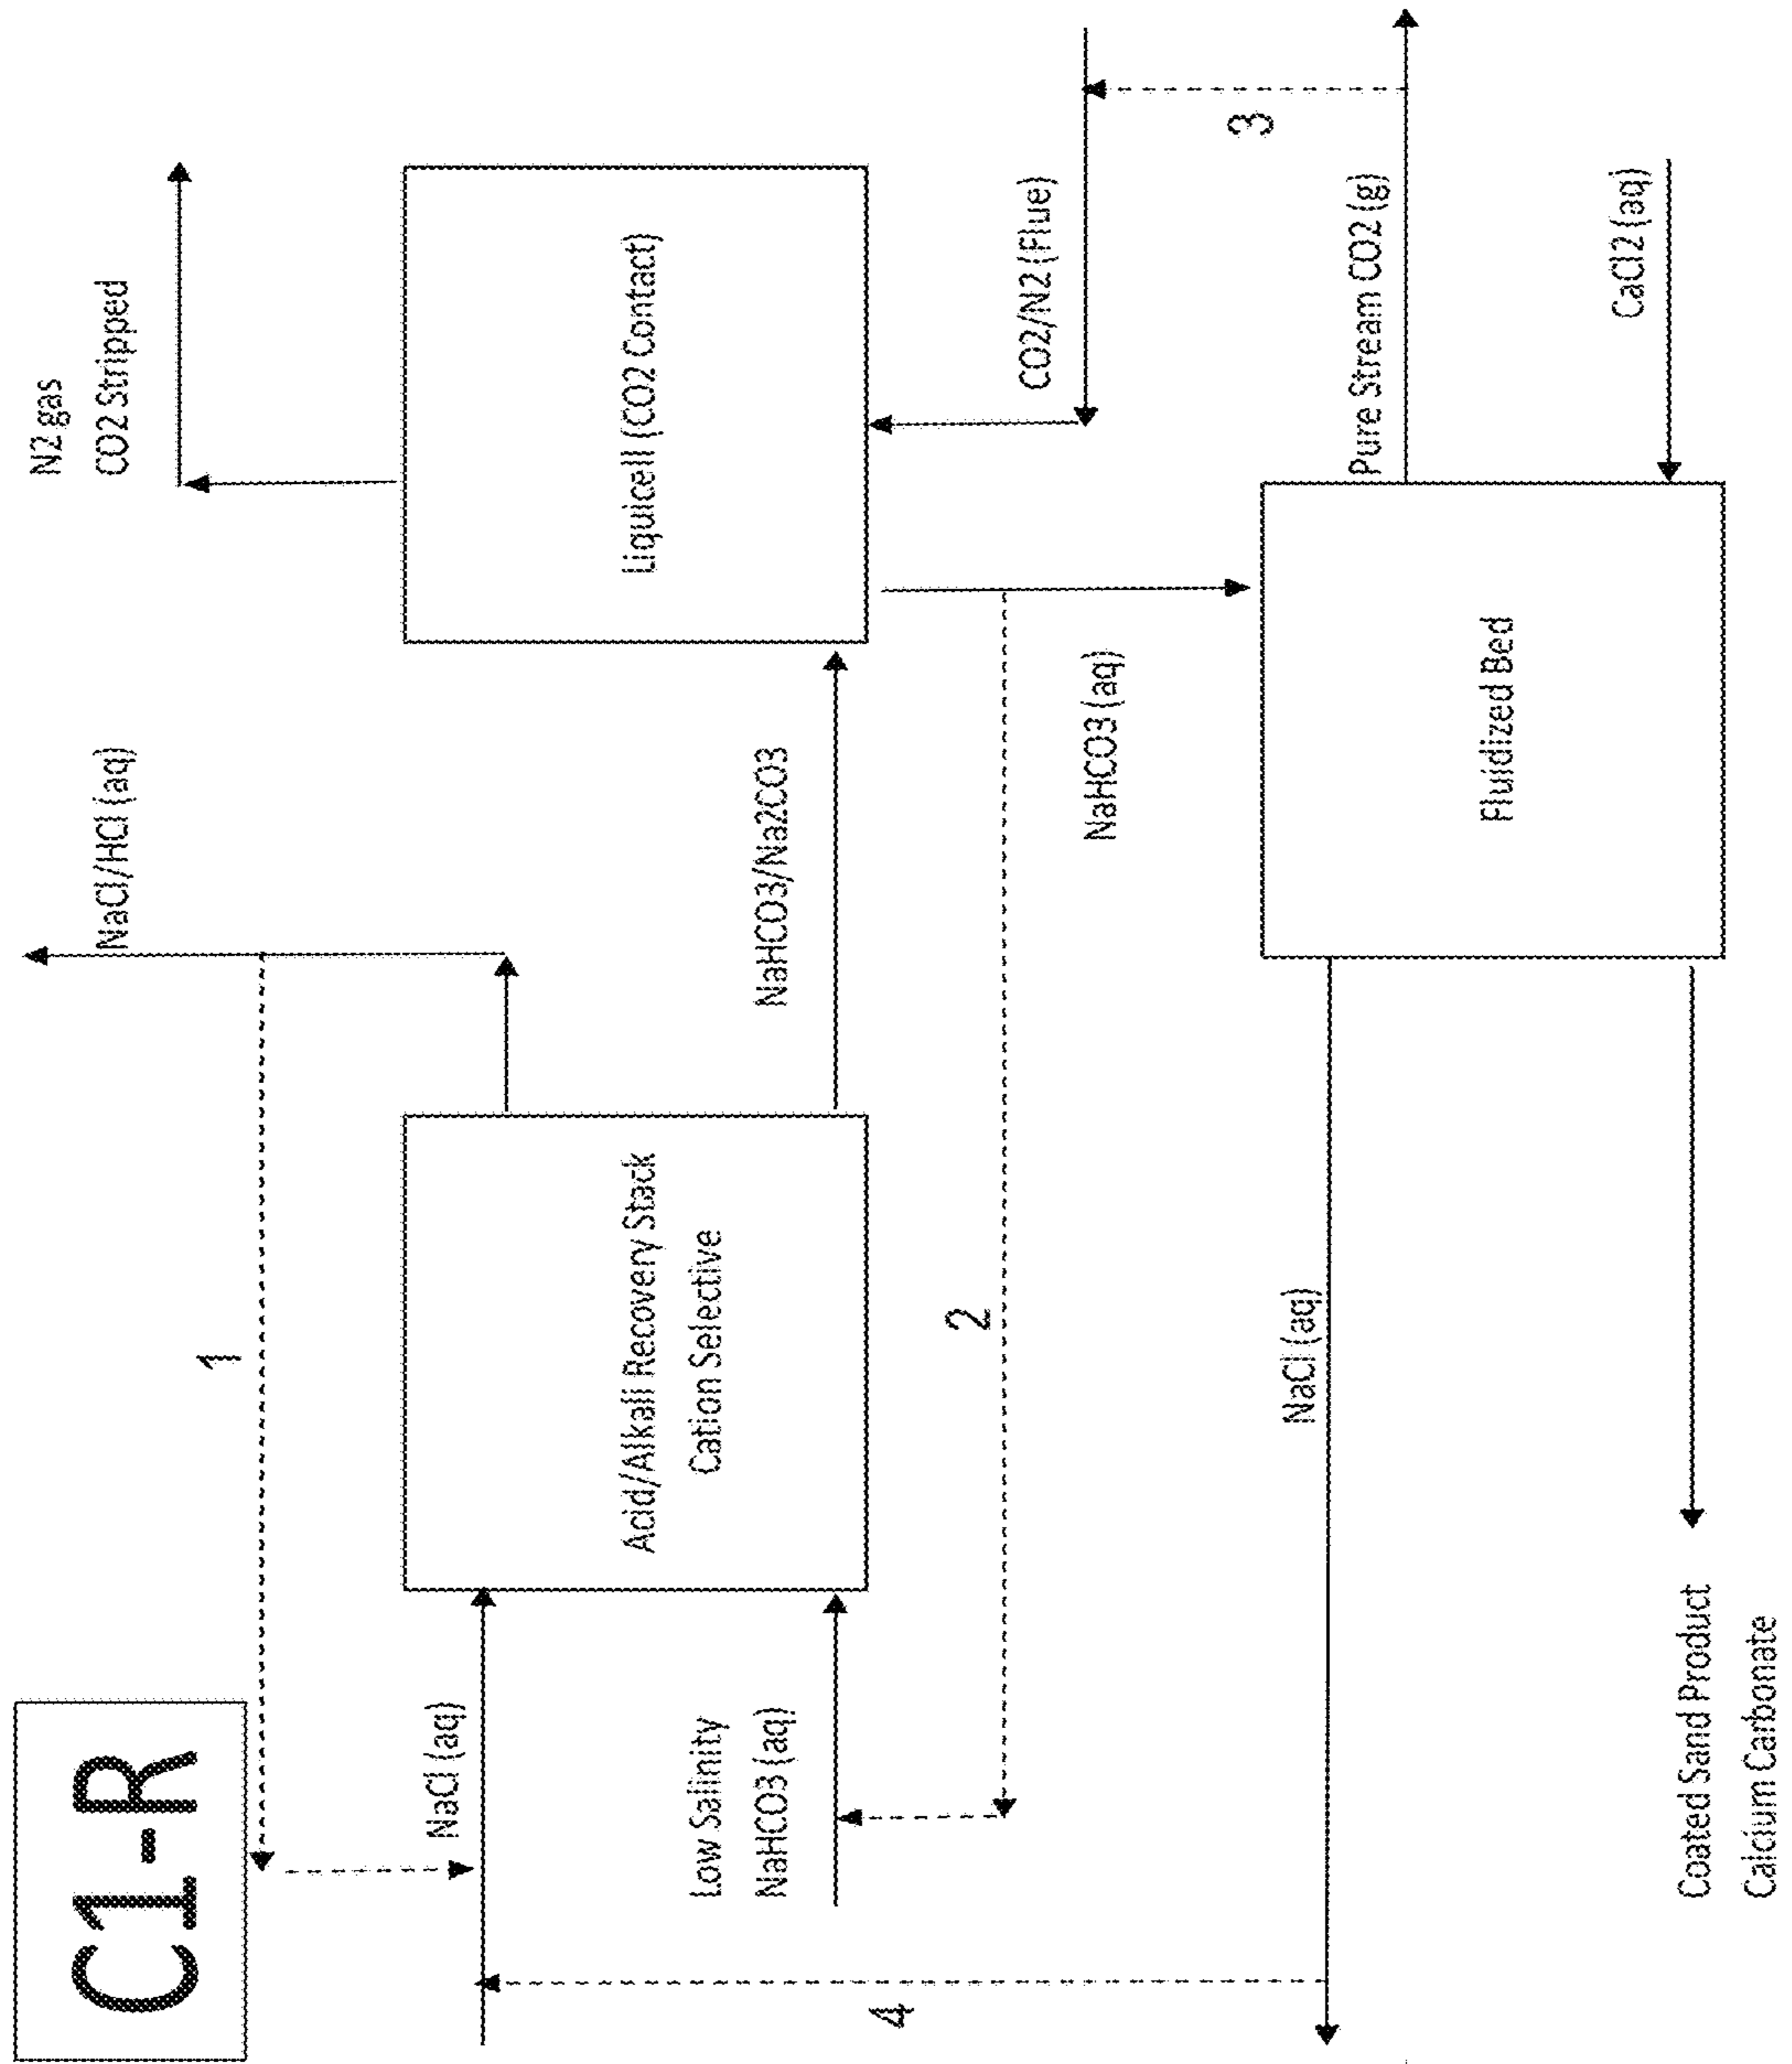 C1-R
1
NaCl/HCl (aq)
N2 gas
CO2 Stripped
NaCl (aq)
Acid/Alkali Recovery Stack
Cation Selective
Liquicell (CO2 Contact)
Low Salinity
NaHCO3 (aq)
NaHCO3/Na2CO3
2
CO2/N2 (Flue)
NaHCO3 (aq)
3
4
NaCl (aq)
Pure Stream CO2 (g)
Fluidized Bed
CaCl2 (aq)
Coated Sand Product
Calcium Carbonate